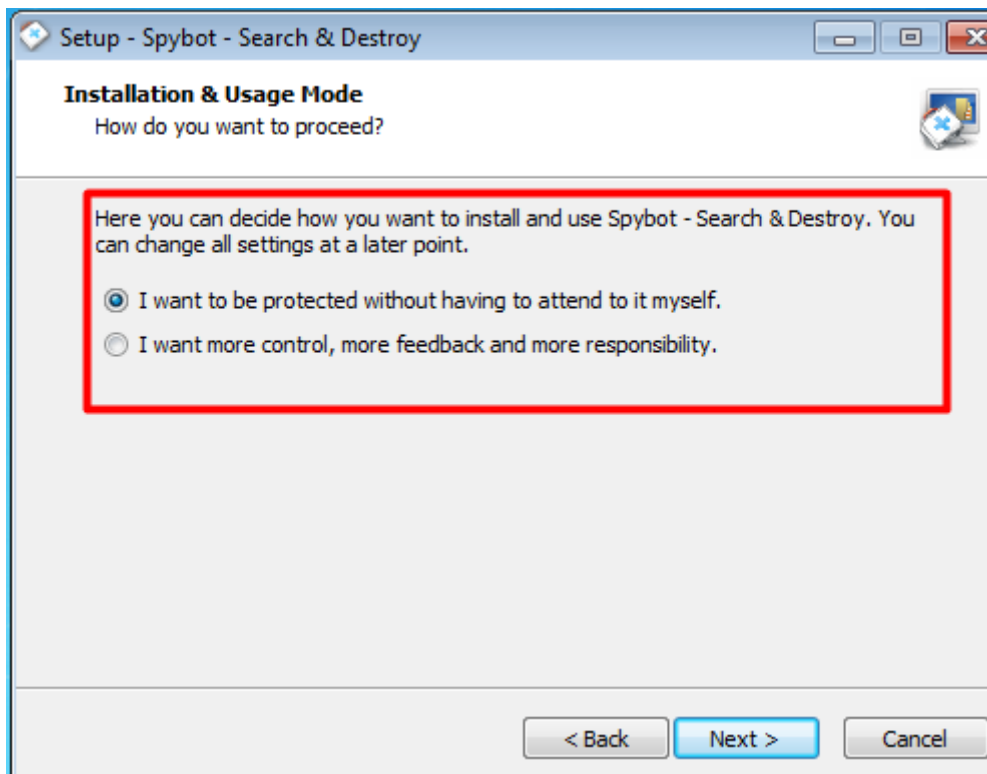 Setup - Spybot - Search & Destroy
Installation & Usage Mode
How do you want to proceed?
Here you can decide how you want to install and use Spybot - Search & Destroy. You
can change all settings at a later point.
I want to be protected without having to attend to it myself.
I want more control, more feedback and more responsibility.
< Back
Next >
Cancel